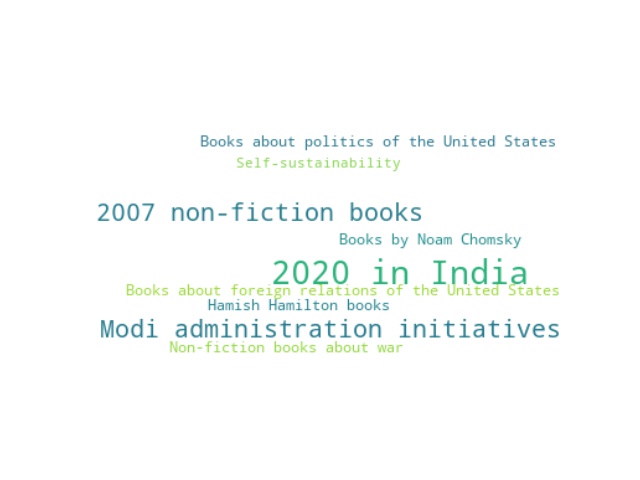 Books about politics of the United States
Self-sustainability
2007 non-fiction books
Books by Noam Chomsky
2020 in India
Books about foreign relations of the United States
Hamish Hamilton books
Modi administration initiatives
Non-fiction books about war